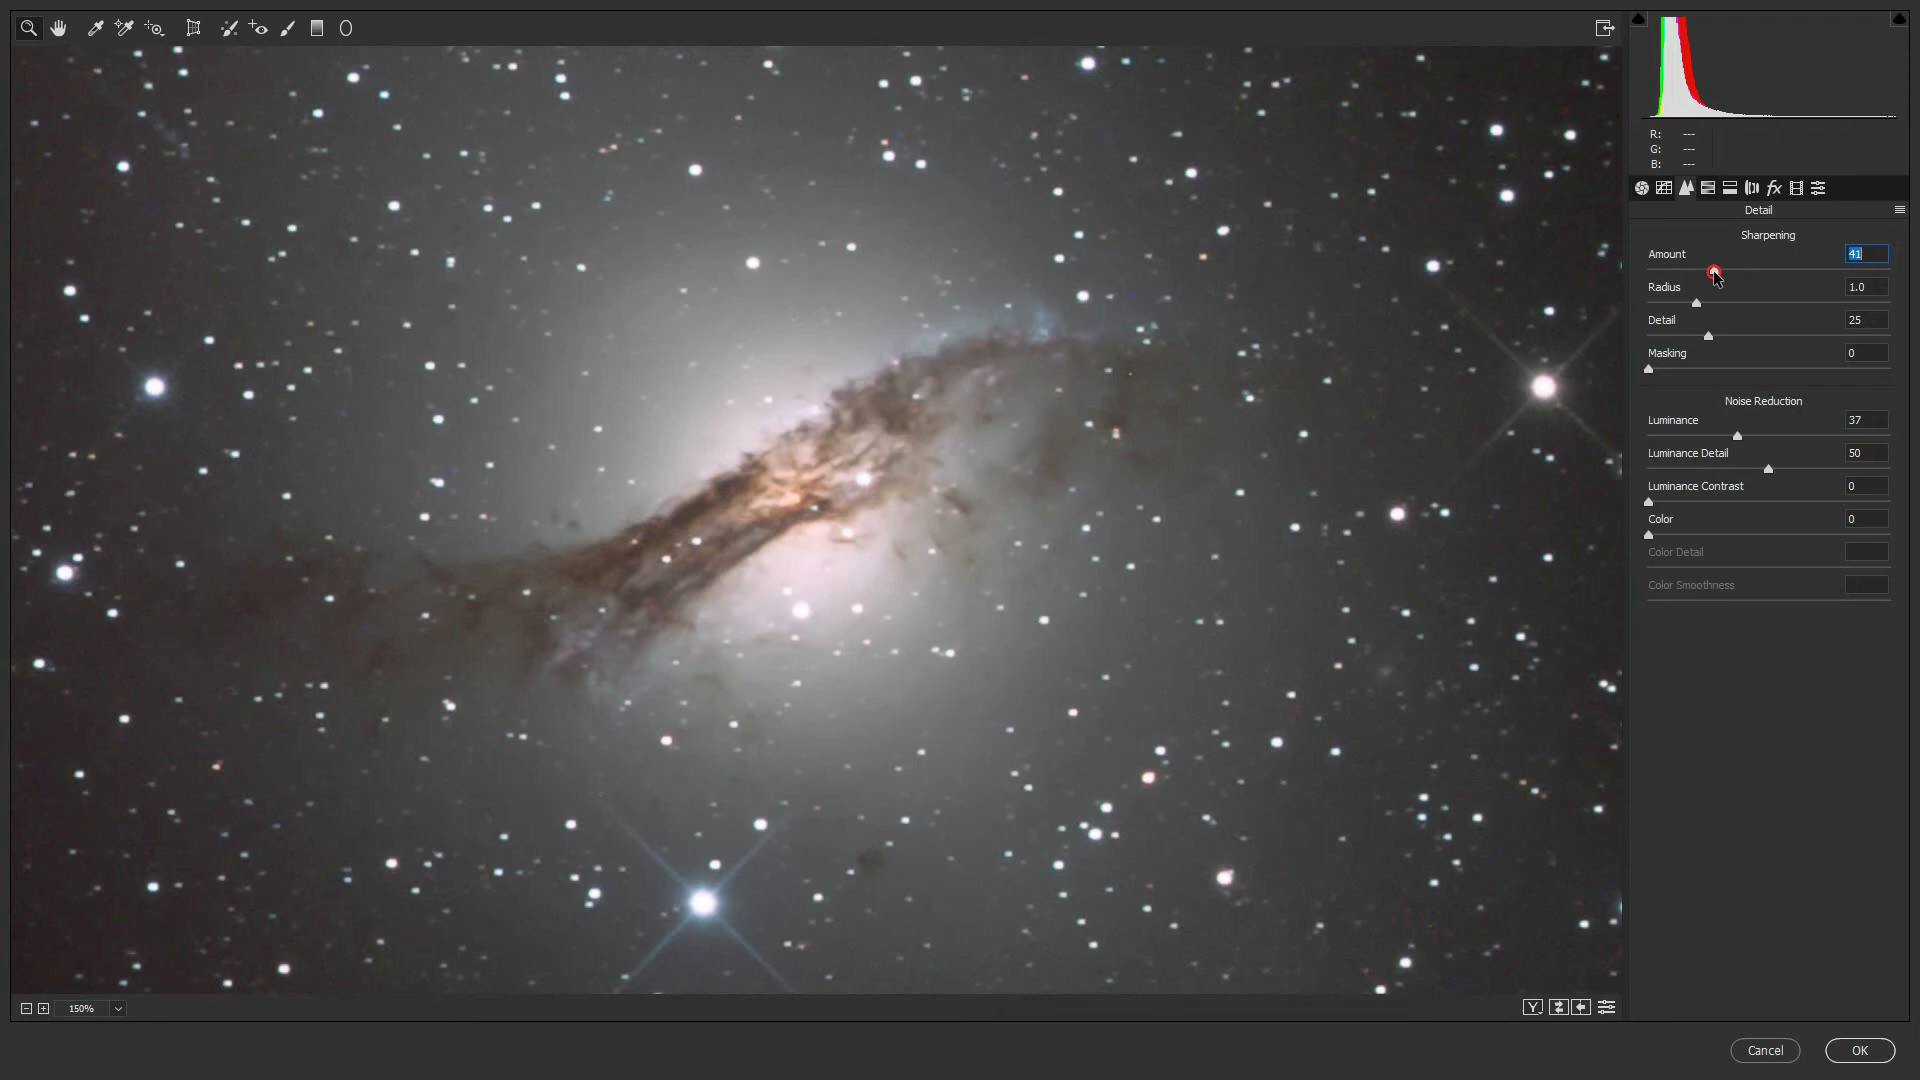 R: ---
G: ---
B: ---
fx
Detail
Sharpening
Amount 41
Radius 1.0
Detail 25
Masking 0
Noise Reduction
Luminance 37
Luminance Detail 50
Luminance Contrast 0
Color 0
Color Detail
Color Smoothness
150%
Y
Cancel OK